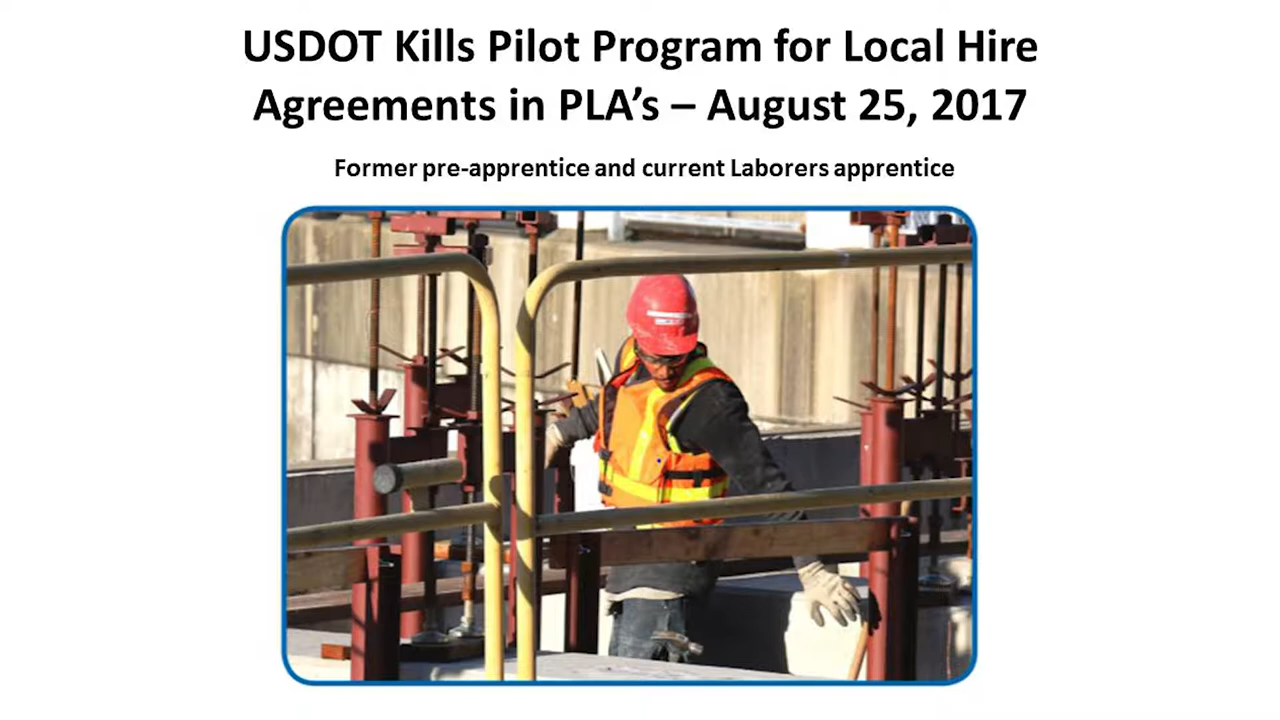 USDOT Kills Pilot Program for Local Hire
Agreements in PLA’s – August 25, 2017
Former pre-apprentice and current Laborers apprentice